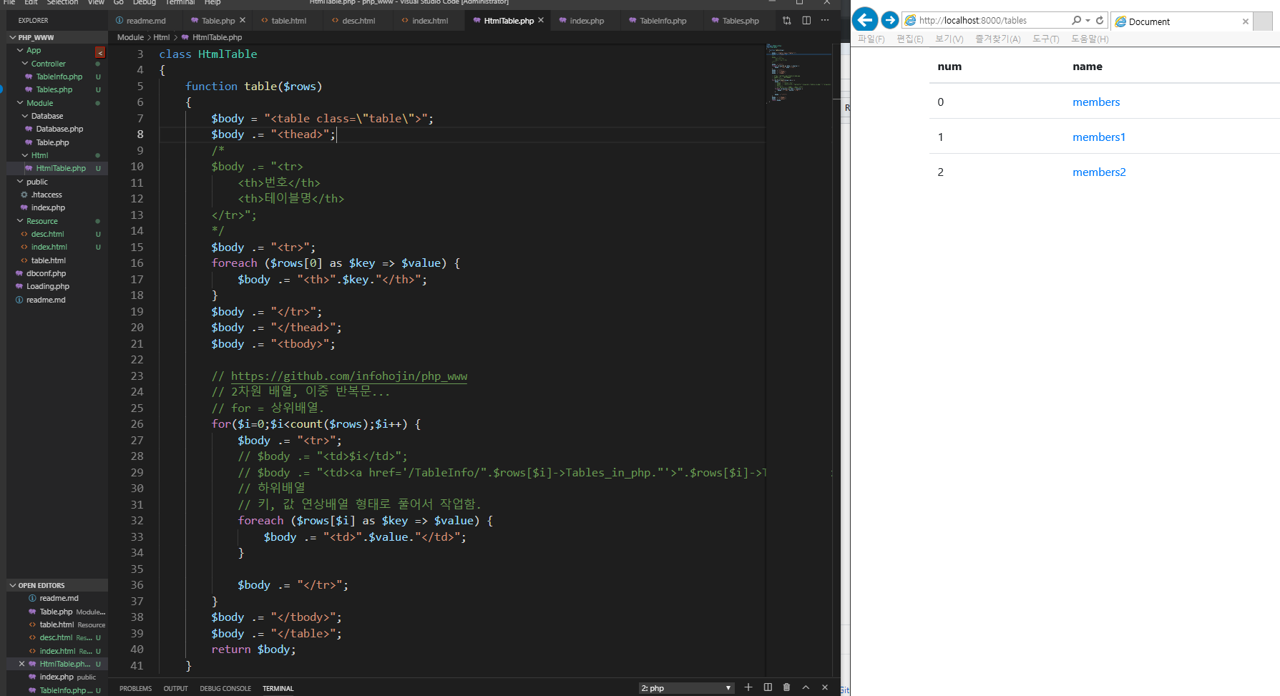 File Edit Selection View Go Debug Terminal Help HtmlTable.php - php_www - Visual Studio Code [Administrator]
EXPLORER
readme.md Table.php table.html desc.html index.html HtmlTable.php index.php TableInfo.php Tables.php
PHP_WWW
App
Controller
TableInfo.php U
Tables.php U
Module
Database
Database.php
Table.php
Html
HtmlTable.php U
public
.htaccess
index.php
Resource
desc.html U
index.html U
table.html
dbconf.php
Loading.php
readme.md
OPEN EDITORS
readme.md
Table.php Module...
table.html Resource
desc.html Res... U
index.html Re... U
HtmlTable.ph... U
index.php public
TableInfo.php ... U
Module > Html > HtmlTable.php
3 class HtmlTable
4 {
5 function table($rows)
6 {
7 $body = "<table class=\"table\">";
8 $body .= "<thead>";
9 /*
10 $body .= "<tr>
11 <th>번호</th>
12 <th>테이블명</th>
13 </tr>";
14 */
15 $body .= "<tr>";
16 foreach ($rows[0] as $key => $value) {
17 $body .= "<th>".$key."</th>";
18 }
19 $body .= "</tr>";
20 $body .= "</thead>";
21 $body .= "<tbody>";
22
23 // https://github.com/infohojin/php_www
24 // 2차원 배열, 이중 반복문...
25 // for = 상위배열.
26 for($i=0;$i<count($rows);$i++) {
27 $body .= "<tr>";
28 // $body .= "<td>$i</td>";
29 // $body .= "<td><a href='/TableInfo/".$rows[$i]->Tables_in_php."'>".$rows[$i]->T
30 // 하위배열
31 // 키, 값 연상배열 형태로 풀어서 작업함.
32 foreach ($rows[$i] as $key => $value) {
33 $body .= "<td>".$value."</td>";
34 }
35
36 $body .= "</tr>";
37 }
38 $body .= "</tbody>";
39 $body .= "</table>";
40 return $body;
41 }
PROBLEMS OUTPUT DEBUG CONSOLE TERMINAL 2: php
http://localhost:8000/tables Document
파일(F) 편집(E) 보기(V) 즐겨찾기(A) 도구(T) 도움말(H)
num name
0 members
1 members1
2 members2
R
Git